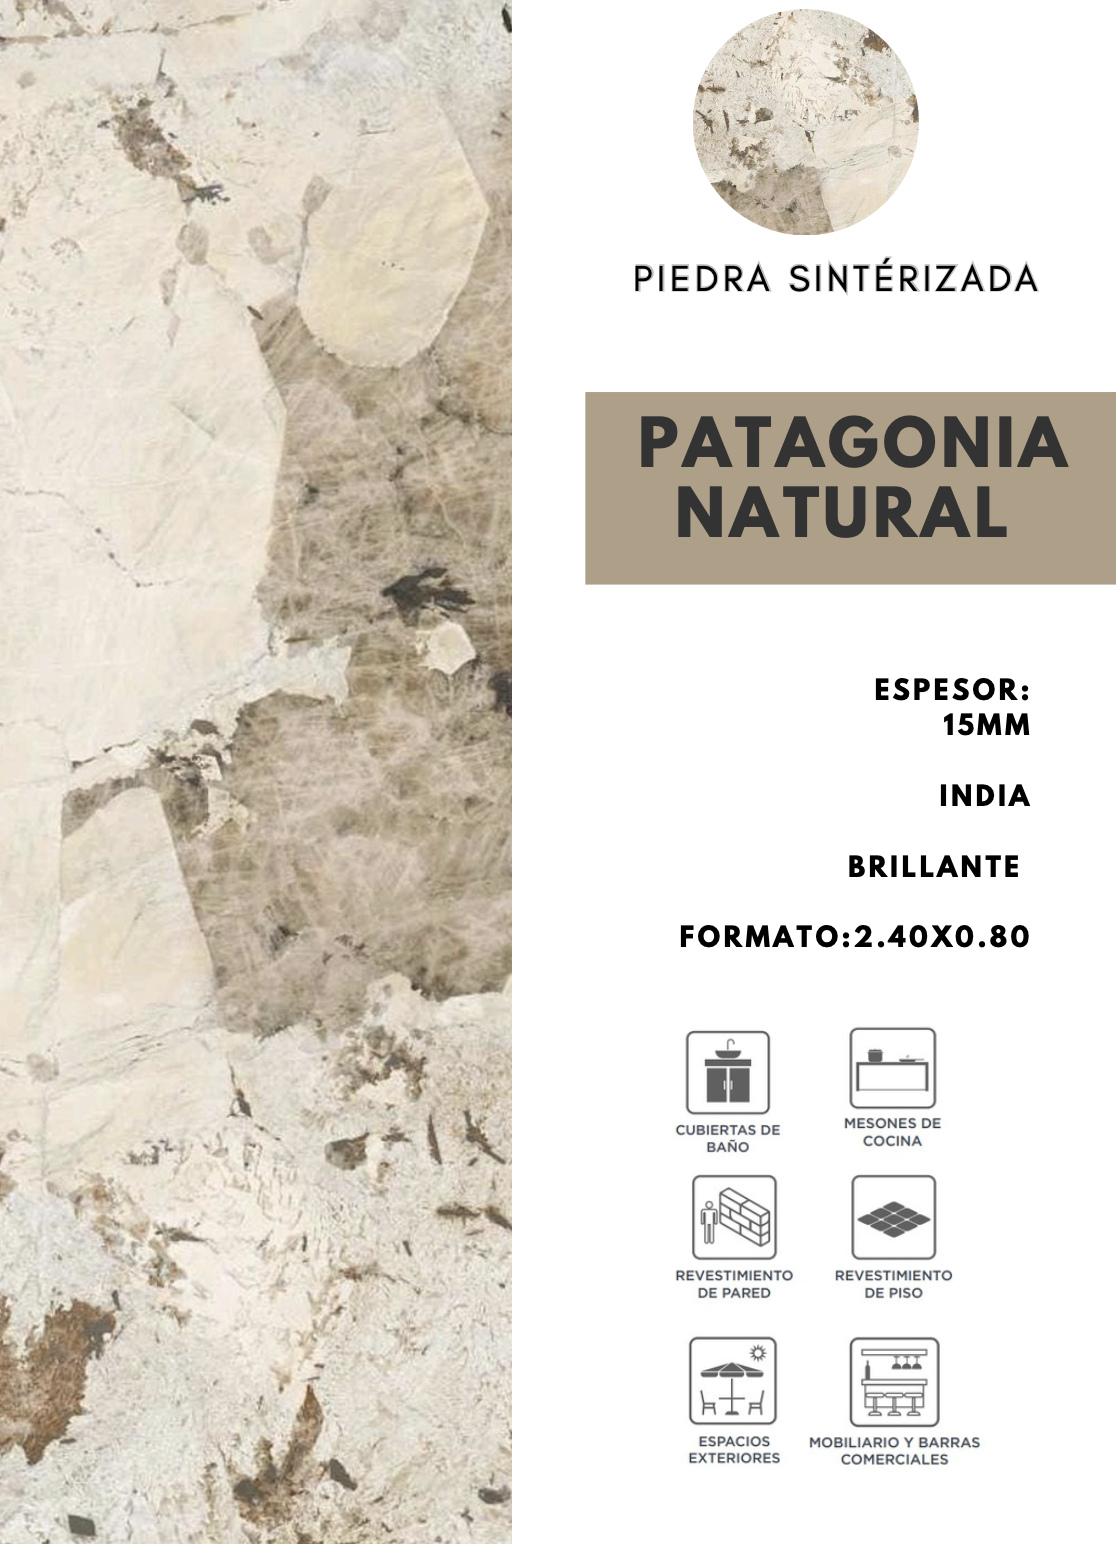 PIEDRA SINTÉRIZADA
PATAGONIA
NATURAL
ESPESOR:
15MM
INDIA
BRILLANTE
FORMATO:2.40X0.80
CUBIERTAS DE
BAÑO
MESONES DE
COCINA
REVESTIMIENTO
DE PARED
REVESTIMIENTO
DE PISO
ESPACIOS
EXTERIORES
MOBILIARIO Y BARRAS
COMERCIALES